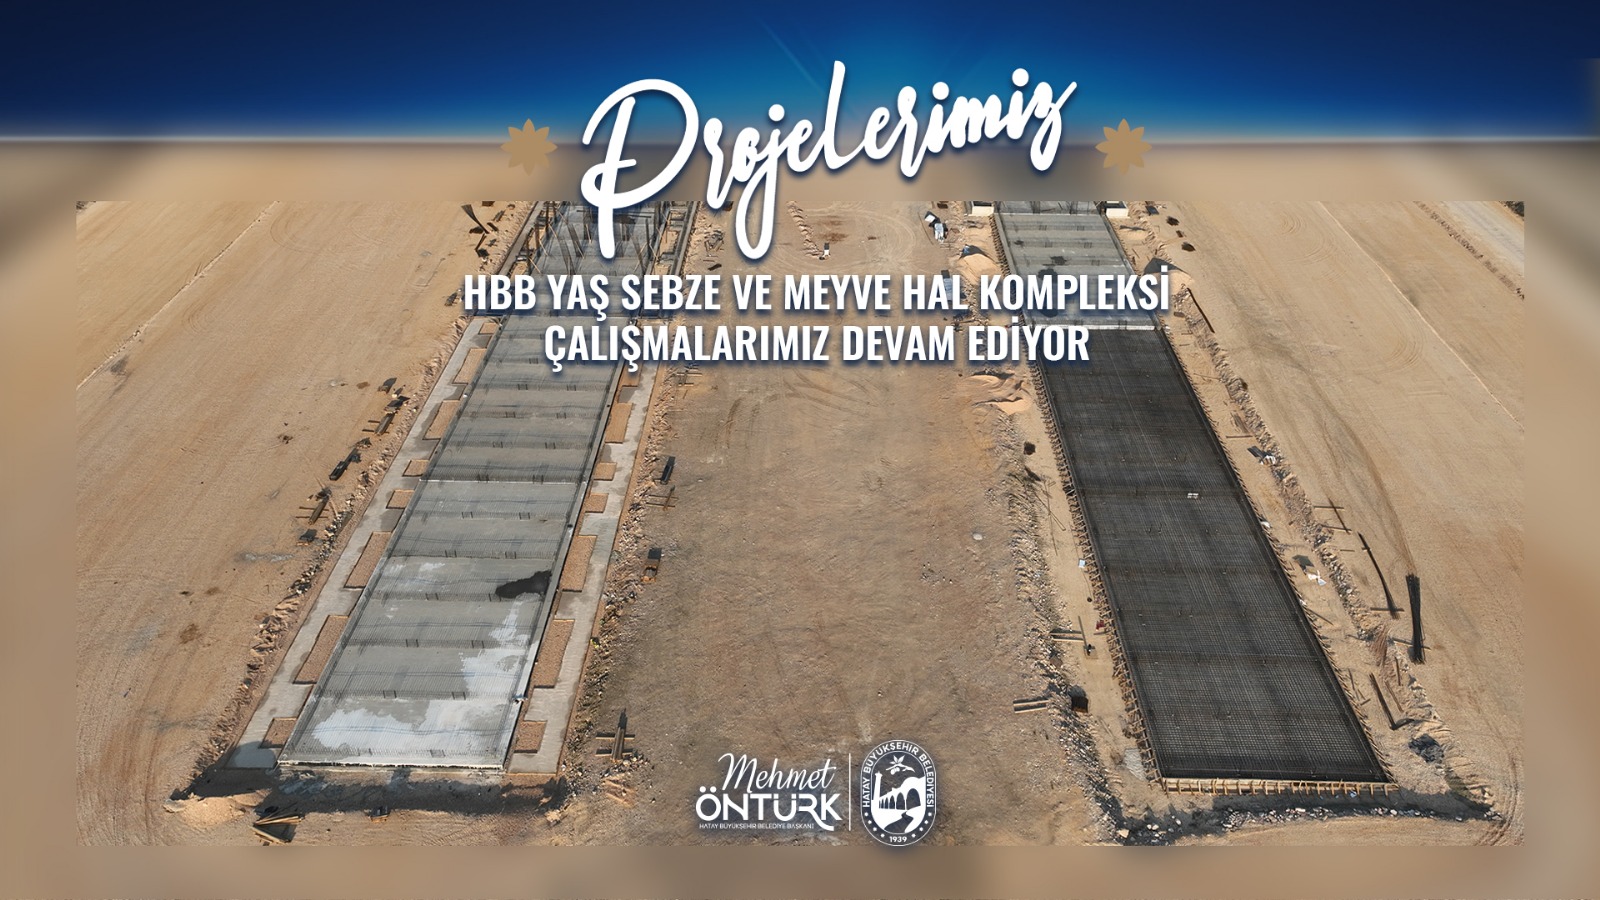 Projelerimiz
HBB YAŞ SEBZE VE MEYVE HAL KOMPLEKSİ
ÇALIŞMALARIMIZ DEVAM EDİYOR
Mehmet
ÖNTÜRK
HATAY BÜYÜKŞEHİR BELEDİYE BAŞKANI
HATAY BÜYÜKŞEHİR BELEDİYESİ
1939